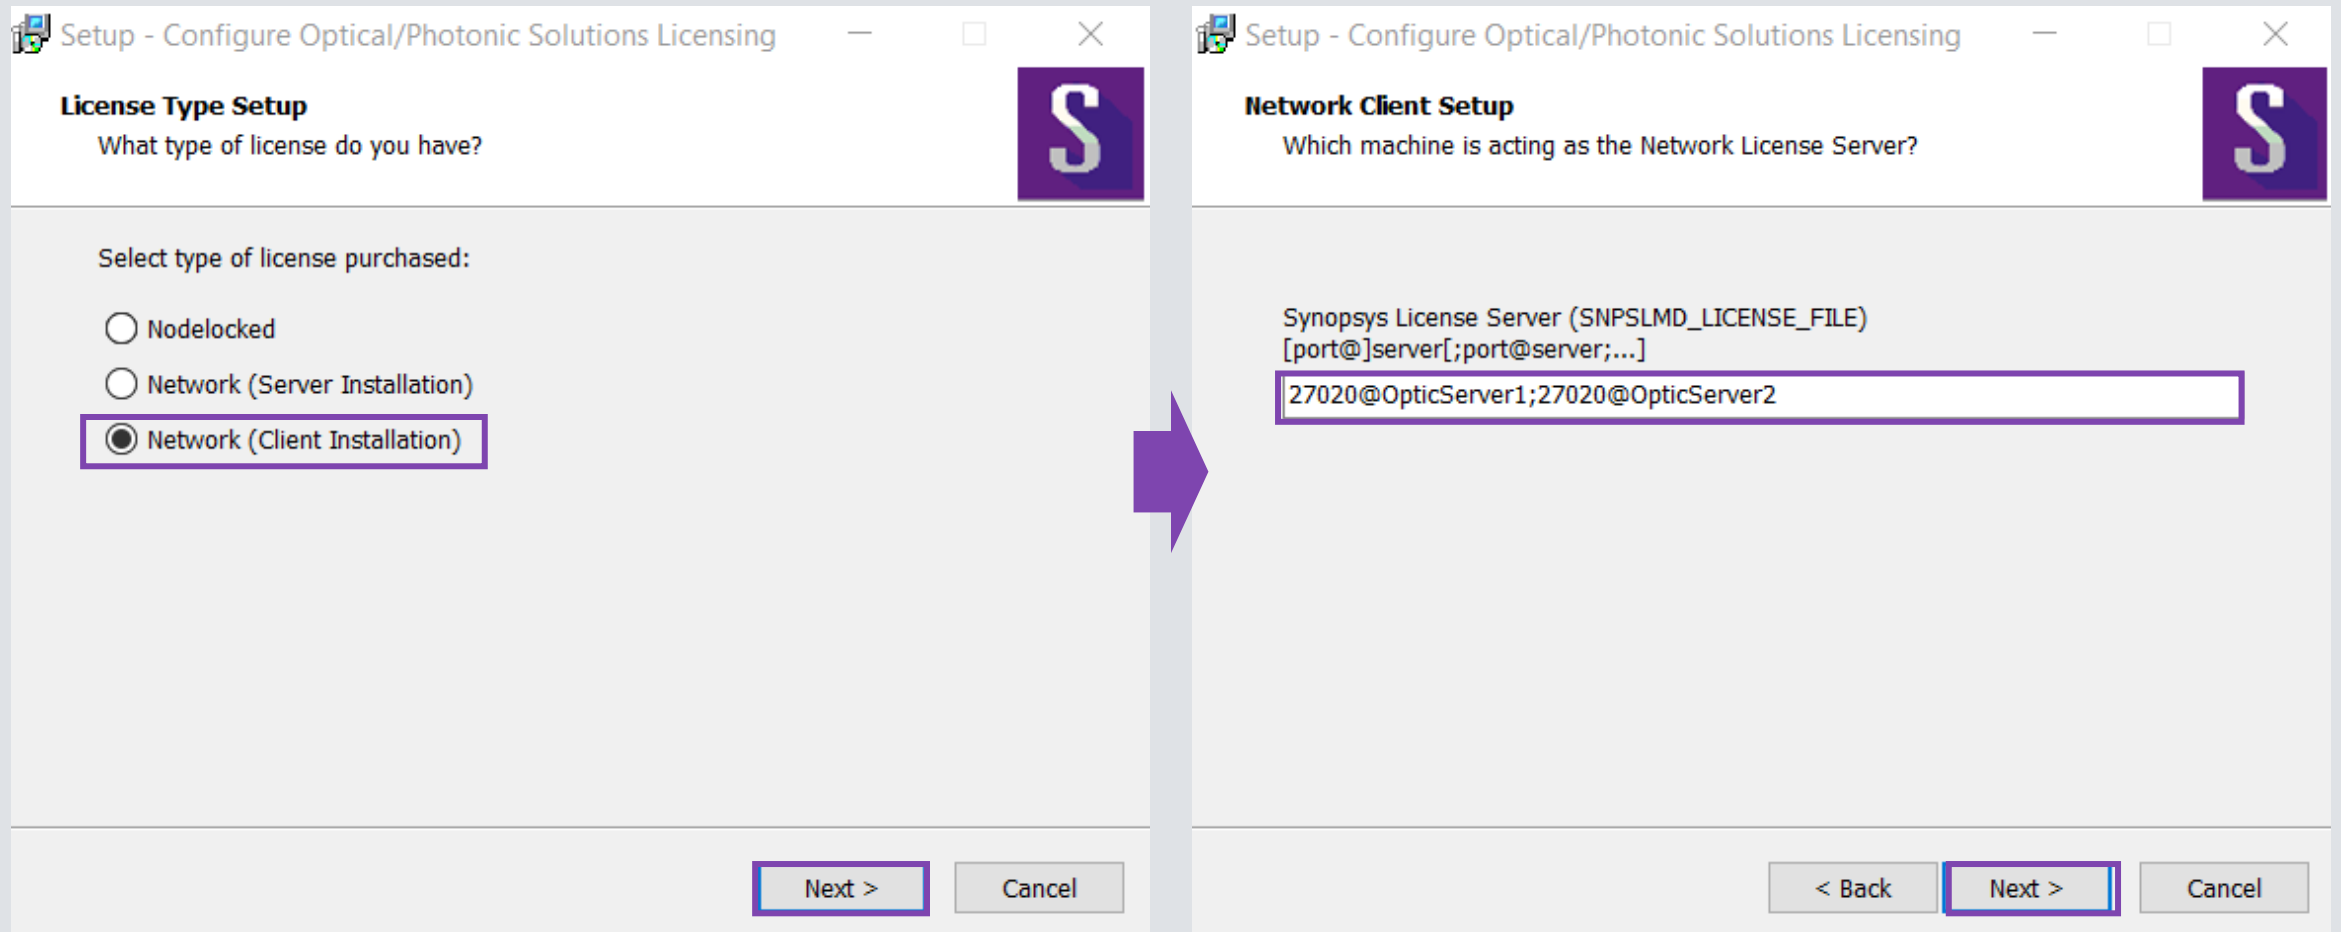 Setup - Configure Optical/Photonic Solutions Licensing
License Type Setup
What type of license do you have?
S
Select type of license purchased:
Nodelocked
Network (Server Installation)
Network (Client Installation)
Next >
Cancel
Setup - Configure Optical/Photonic Solutions Licensing
Network Client Setup
Which machine is acting as the Network License Server?
S
Synopsys License Server (SNPSLMD_LICENSE_FILE)
[port@]server[;port@server;...]
27020@OpticServer1;27020@OpticServer2
< Back
Next >
Cancel